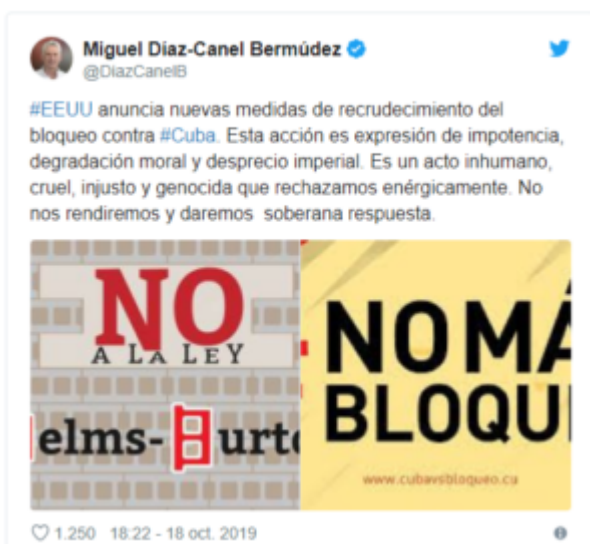 Miguel Díaz-Canel Bermúdez
@DiazCanelB
#EEUU anuncia nuevas medidas de recrudecimiento del
bloqueo contra #Cuba. Esta acción es expresión de impotencia,
degradación moral y desprecio imperial. Es un acto inhumano,
cruel, injusto y genocida que rechazamos enérgicamente. No
nos rendiremos y daremos soberana respuesta.
NO
A LA LEY
elms-Burto
NO MÁ
BLOQU
www.cubavsbloqueo.cu
1.250 18:22 - 18 oct. 2019